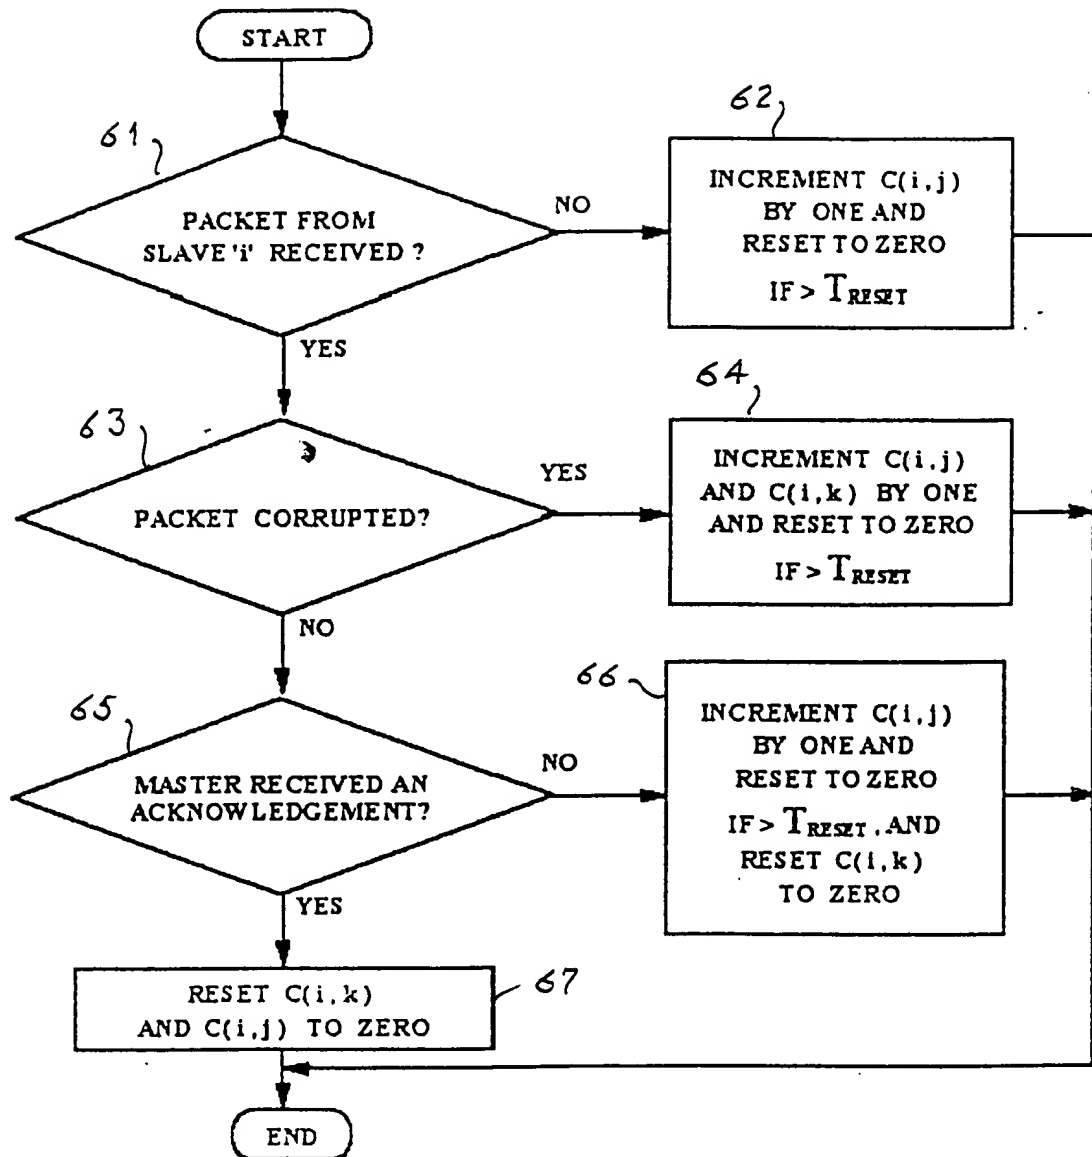 START
61
PACKET FROM
SLAVE 'i' RECEIVED ?
NO
62
INCREMENT C(i,j)
BY ONE AND
RESET TO ZERO
IF > TRESET
YES
63
PACKET CORRUPTED?
YES
64
INCREMENT C(i,j)
AND C(i,k) BY ONE
AND RESET TO ZERO
IF > TRESET
NO
65
MASTER RECEIVED AN
ACKNOWLEDGEMENT?
NO
66
INCREMENT C(i,j)
BY ONE AND
RESET TO ZERO
IF > TRESET, AND
RESET C(i,k)
TO ZERO
YES
RESET C(i,k)
AND C(i,j) TO ZERO
67
END